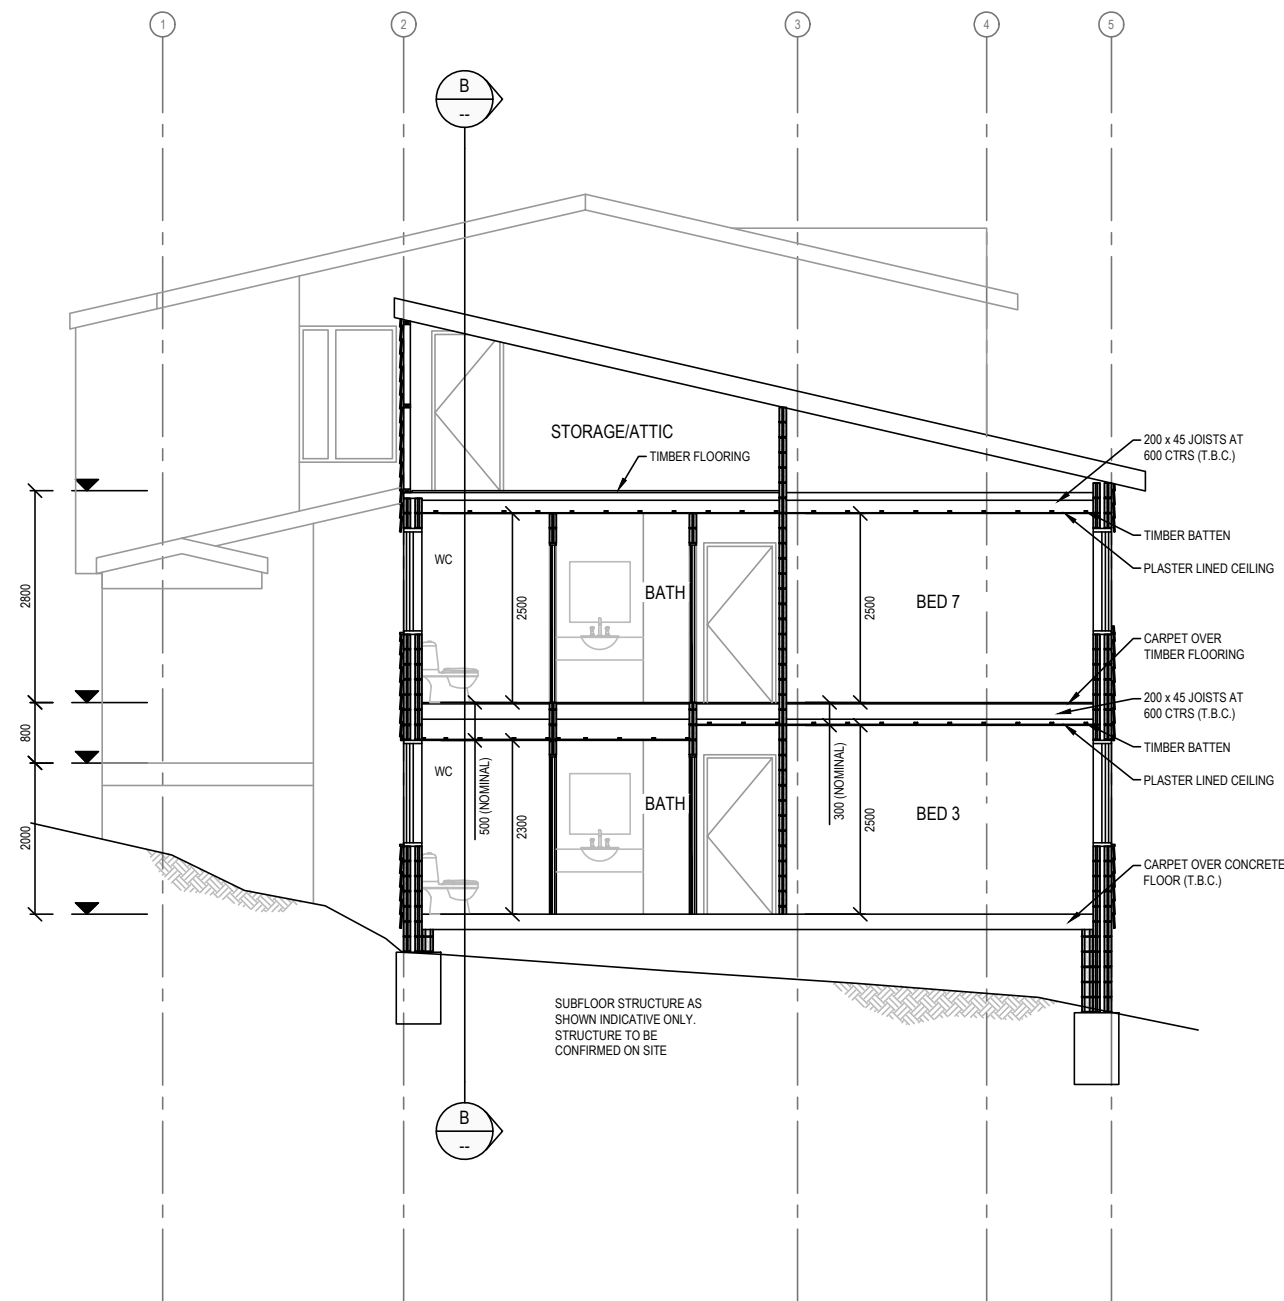 1
2
3
4
5
B
--
STORAGE/ATTIC
TIMBER FLOORING
200 x 45 JOISTS AT
600 CTRS (T.B.C.)
TIMBER BATTEN
PLASTER LINED CEILING
WC
BATH
BED 7
2800
2500
2500
CARPET OVER
TIMBER FLOORING
200 x 45 JOISTS AT
600 CTRS (T.B.C.)
TIMBER BATTEN
PLASTER LINED CEILING
800
WC
BATH
BED 3
2000
500 (NOMINAL)
2300
300 (NOMINAL)
2500
CARPET OVER CONCRETE
FLOOR (T.B.C.)
SUBFLOOR STRUCTURE AS
SHOWN INDICATIVE ONLY.
STRUCTURE TO BE
CONFIRMED ON SITE
B
--